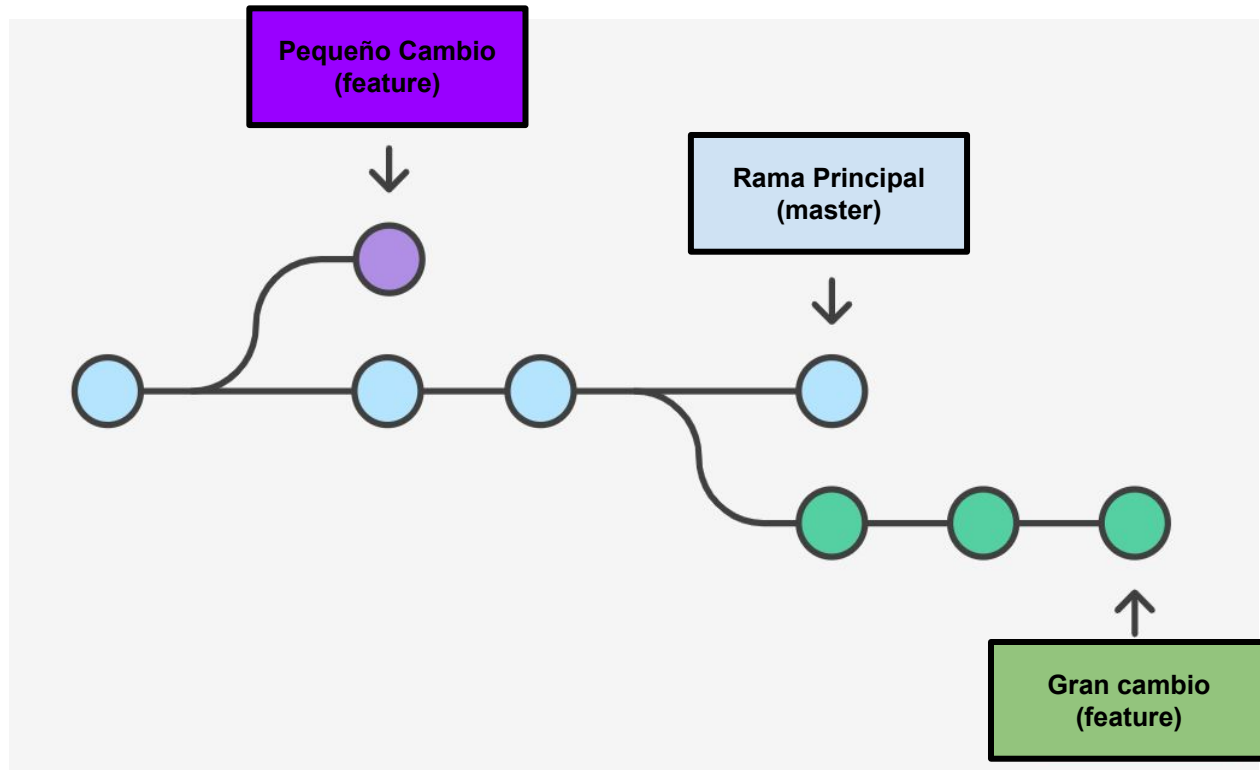 Pequeño Cambio
(feature)
Rama Principal
(master)
Gran cambio
(feature)